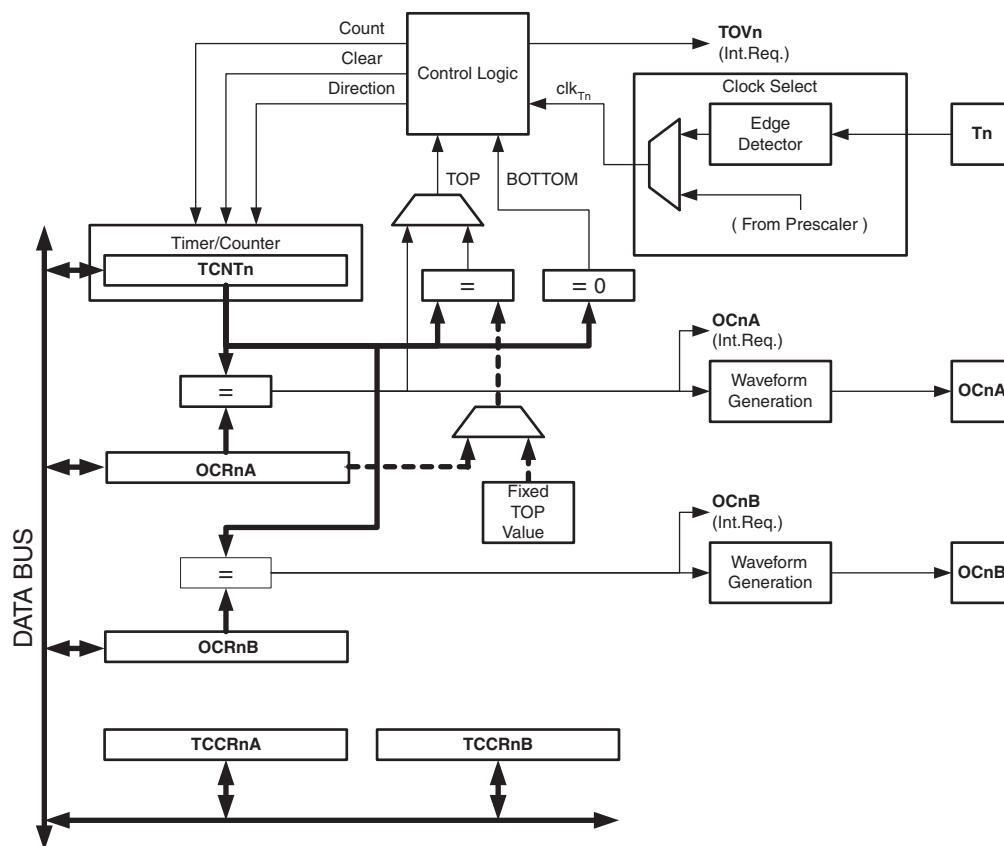 Count
Clear
Direction
Control Logic
TOVn
(Int.Req.)
clkTn
Clock Select
Edge
Detector
Tn
( From Prescaler )
TOP
BOTTOM
Timer/Counter
TCNTn
=
= 0
OCnA
(Int.Req.)
=
Waveform
Generation
OCnA
OCRnA
Fixed
TOP
Value
OCnB
(Int.Req.)
=
Waveform
Generation
OCnB
OCRnB
DATA BUS
TCCRnA
TCCRnB